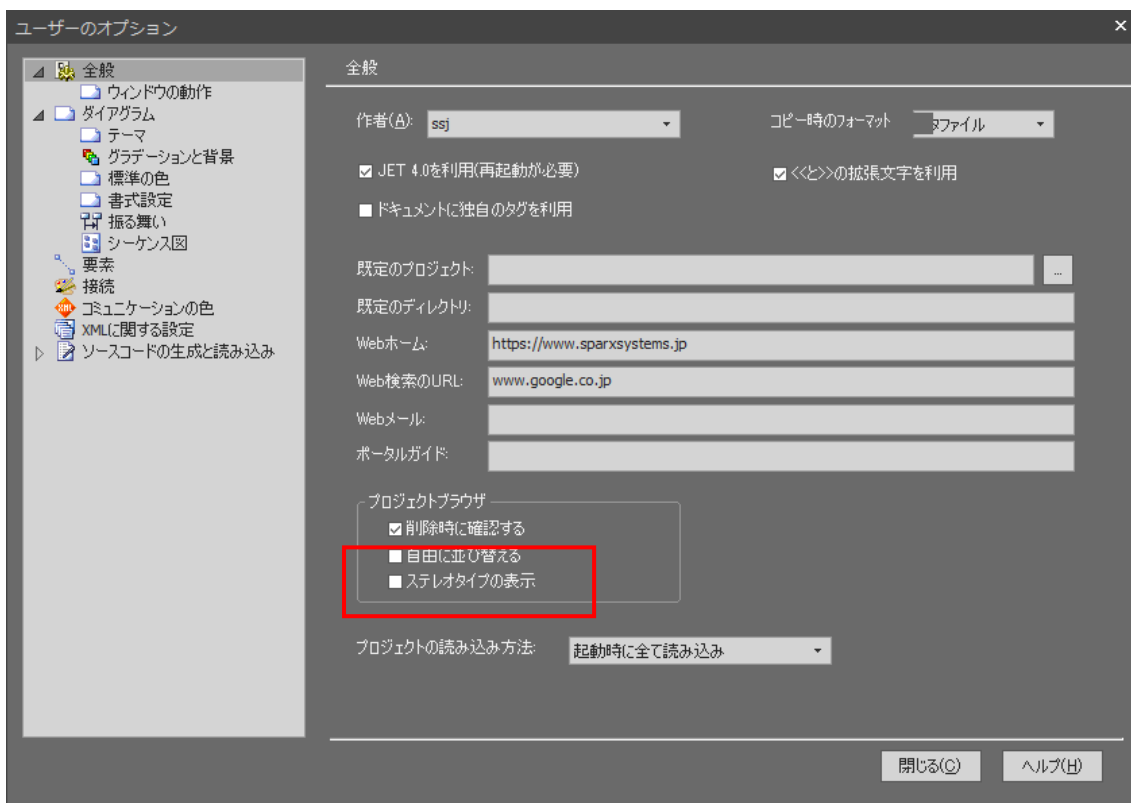 ユーザーのオプション
全般
ウィンドウの動作
ダイアグラム
テーマ
グラデーションと背景
標準の色
書式設定
振る舞い
シーケンス図
要素
接続
コミュニケーションの色
XMLに関する設定
ソースコードの生成と読み込み
全般
作者(A): ssj
コピー時のフォーマット タファイル
JET 4.0を利用(再起動が必要)
<<と>>の拡張文字を利用
ドキュメントに独自のタグを利用
既定のプロジェクト: ...
既定のディレクトリ:
Webホーム: https://www.sparxsystems.jp
Web検索のURL: www.google.co.jp
Webメール:
ポータルガイド:
プロジェクトブラウザ
削除時に確認する
自由に並び替える
ステレオタイプの表示
プロジェクトの読み込み方法: 起動時に全て読み込み
閉じる(C) ヘルプ(H)